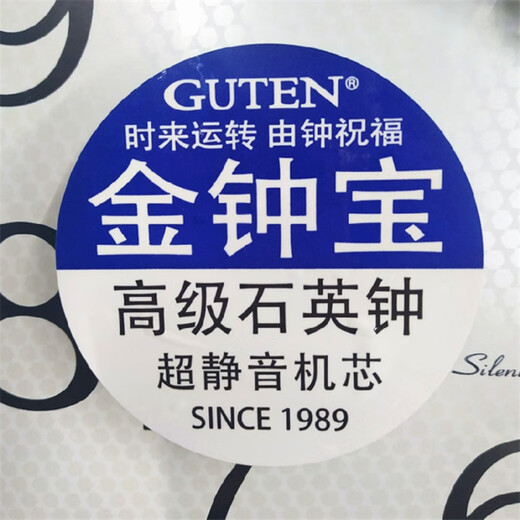 GUTEN®
时来运转 由钟祝福
金钟宝
高级石英钟
超静音机芯
SINCE 1989